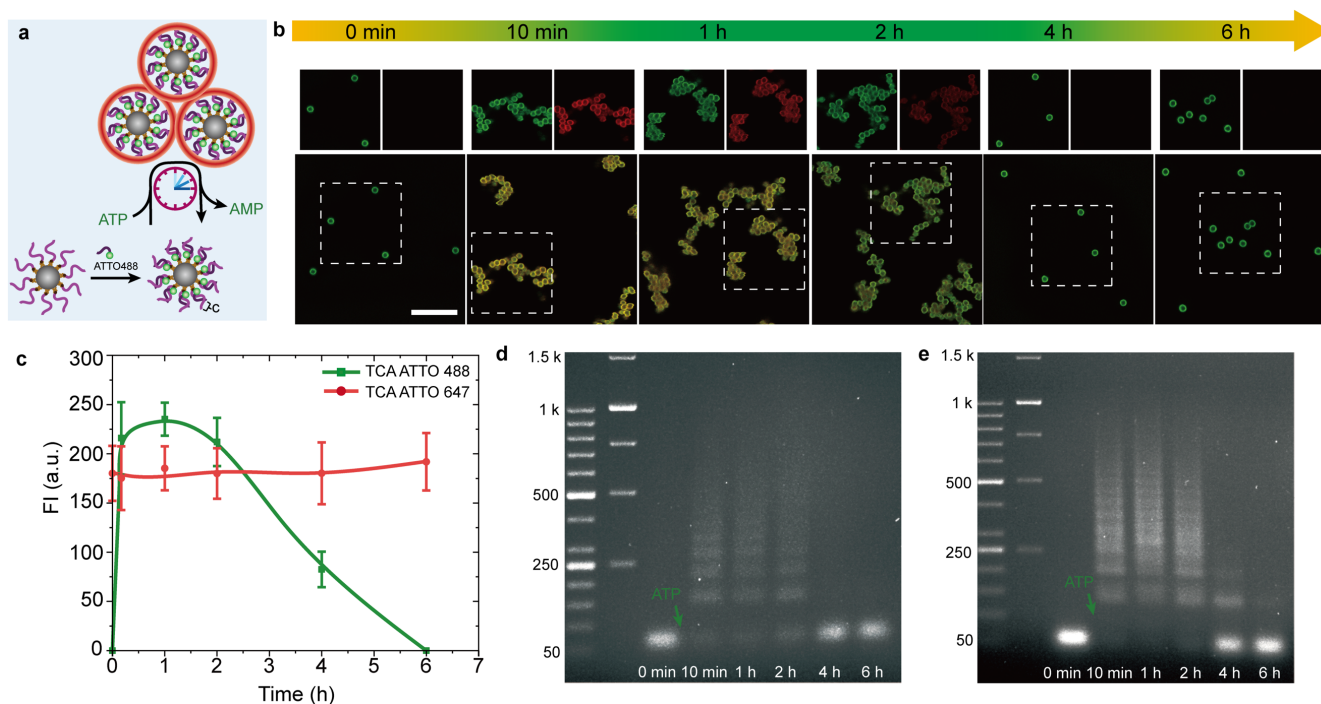 a
ATP
AMP
ATTO488
c
b
0 min 10 min 1 h 2 h 4 h 6 h
c
300
250
200
150
100
50
0
0 1 2 3 4 5 6 7
FI (a.u.)
Time (h)
TCA ATTO 488
TCA ATTO 647
d
1.5 k
1 k
500
250
50
ATP
0 min 10 min 1 h 2 h 4 h 6 h
e
1.5 k
1 k
500
250
50
ATP
0 min 10 min 1 h 2 h 4 h 6 h